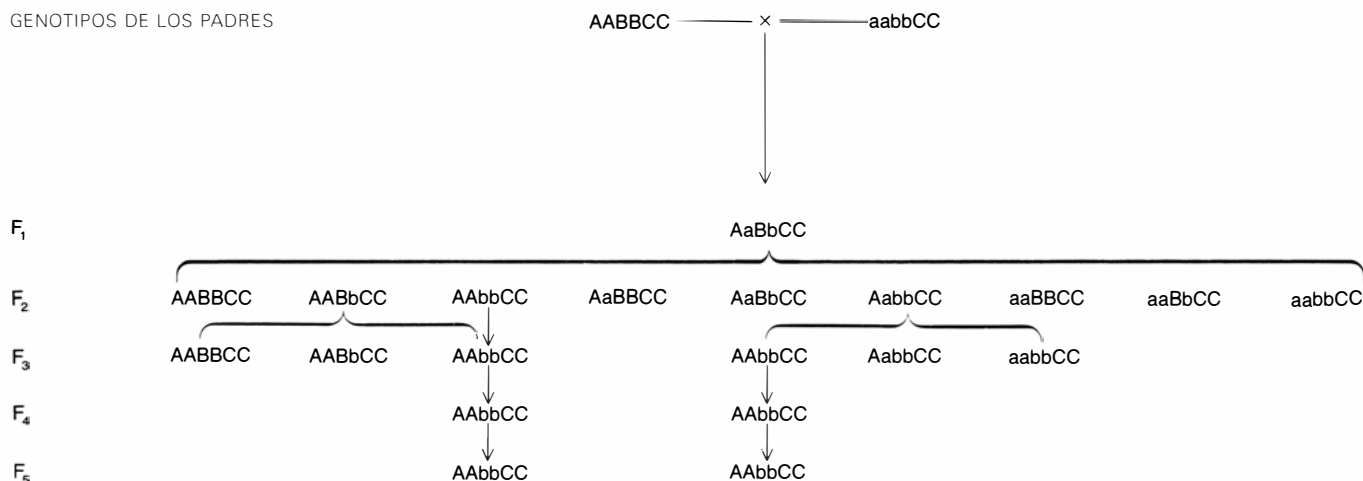 GENOTIPOS DE LOS PADRES AABBCC × aabbCC
F₁ AaBbCC
F₂ AABBCC AABbCC AAbbCC AaBBCC AaBbCC AabbCC aaBBCC aaBbCC aabbCC
F₃ AABBCC AABbCC AAbbCC AAbbCC AabbCC aabbCC
F₄ AAbbCC AAbbCC
F₅ AAbbCC AAbbCC